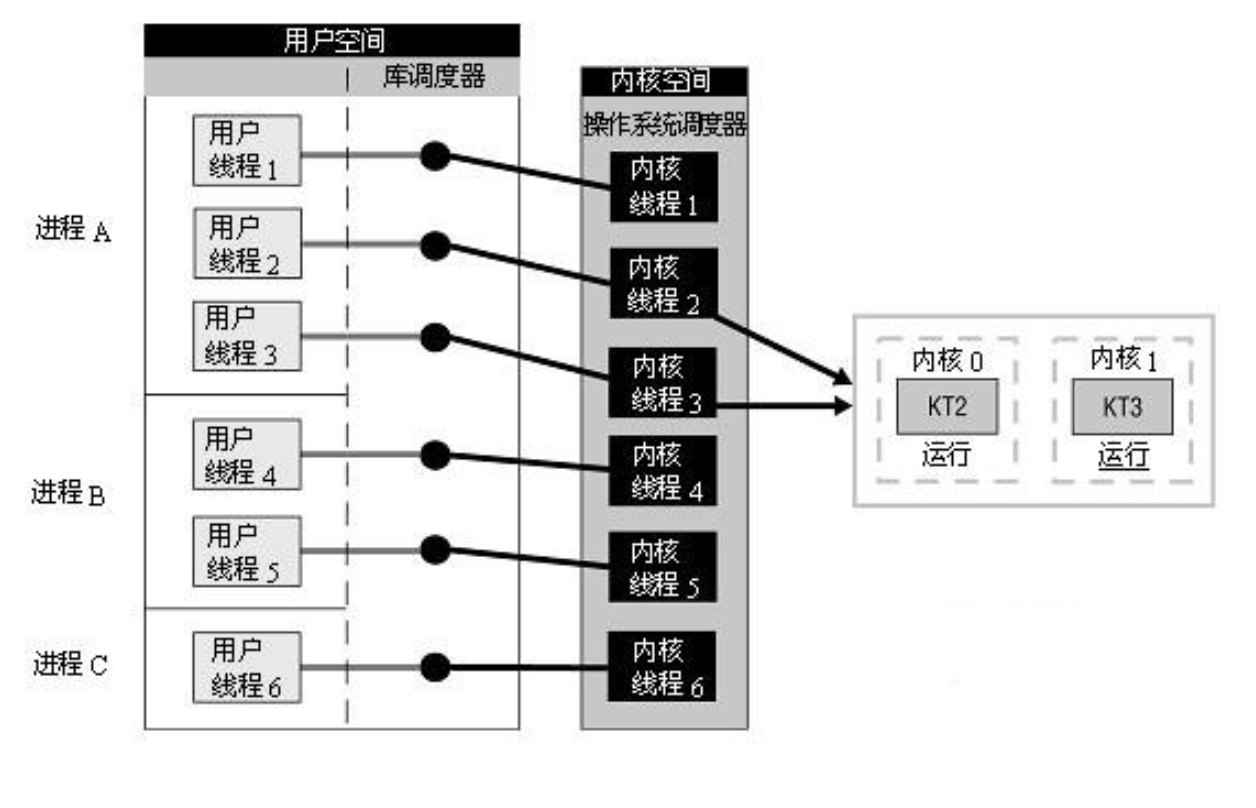 用户空间
库调度器
内核空间
操作系统调度器
进程 A
用户
线程 1
用户
线程 2
用户
线程 3
进程 B
用户
线程 4
用户
线程 5
进程 C
用户
线程 6
内核
线程 1
内核
线程 2
内核
线程 3
内核
线程 4
内核
线程 5
内核
线程 6
内核 0
KT2
运行
内核 1
KT3
运行